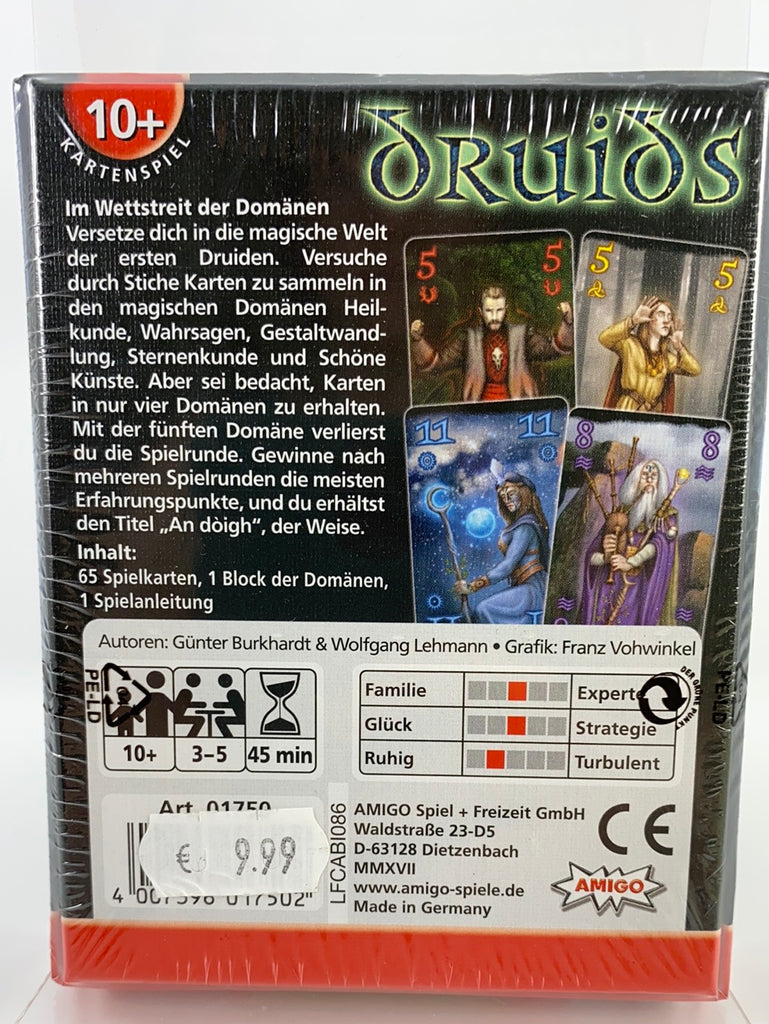 10+
KARTENSPIEL
DRUIDS
Im Wettstreit der Domänen
Versetze dich in die magische Welt
der ersten Druiden. Versuche
durch Stiche Karten zu sammeln in
den magischen Domänen Heil-
kunde, Wahrsagen, Gestaltwand-
lung, Sternenkunde und Schöne
Künste. Aber sei bedacht, Karten
in nur vier Domänen zu erhalten.
Mit der fünften Domäne verlierst
du die Spielrunde. Gewinne nach
mehreren Spielrunden die meisten
Erfahrungspunkte, und du erhältst
den Titel „An dòigh“, der Weise.
Inhalt:
65 Spielkarten, 1 Block der Domänen,
1 Spielanleitung
5 5
5 5
11 11
8 8
Autoren: Günter Burkhardt & Wolfgang Lehmann • Grafik: Franz Vohwinkel
PE-LD
10+ 3–5 45 min
Familie Experte
Glück Strategie
Ruhig Turbulent
DER GRÜNE PUNKT
PE-LD
Art. 01750
€ 9.99
4 007396 017502
LFCABI086
AMIGO Spiel + Freizeit GmbH
Waldstraße 23-D5
D-63128 Dietzenbach
MMXVII
www.amigo-spiele.de
Made in Germany
CE
AMIGO